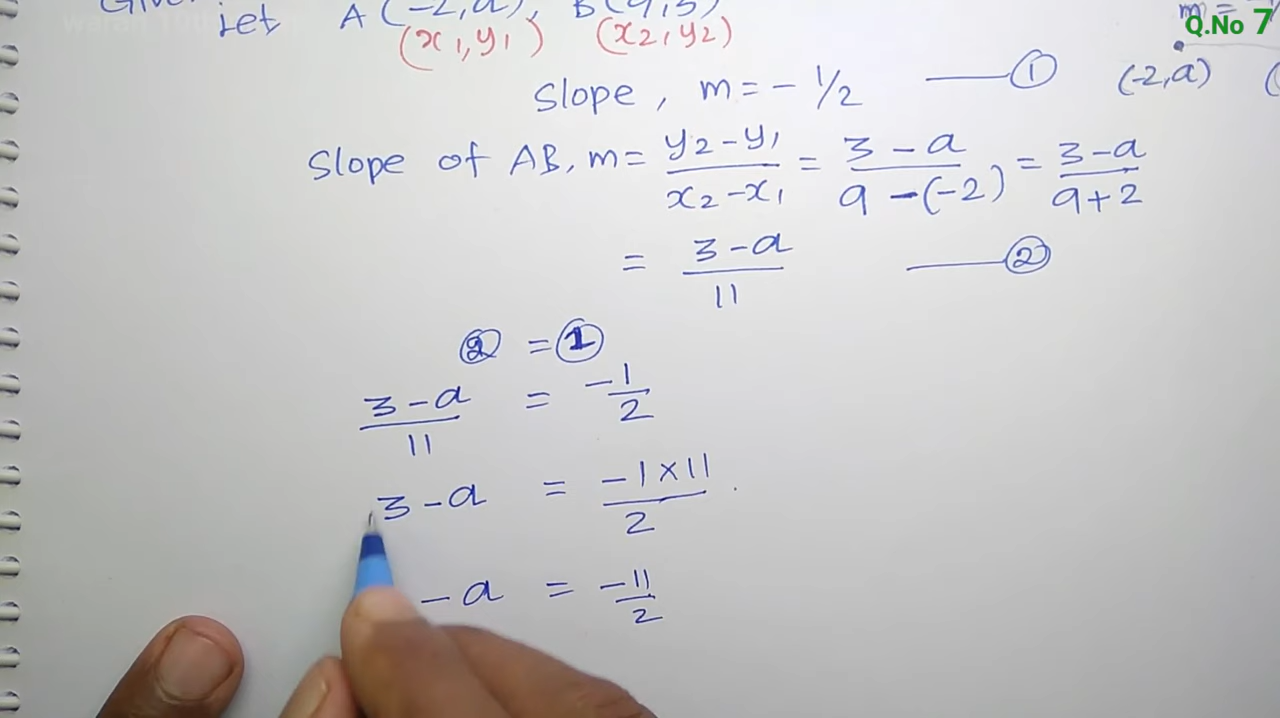 Q.No 7
Let A (-2,a), B(9,3)
(x1,y1) (x2,y2)
Slope, m = - 1/2 —— ① (-2,a) (
Slope of AB, m = y2-y1/x2-x1 = 3-a/9-(-2) = 3-a/9+2
= 3-a/11 —— ②
② = ①
3-a/11 = -1/2
3-a = -1×11/2
-a = -11/2